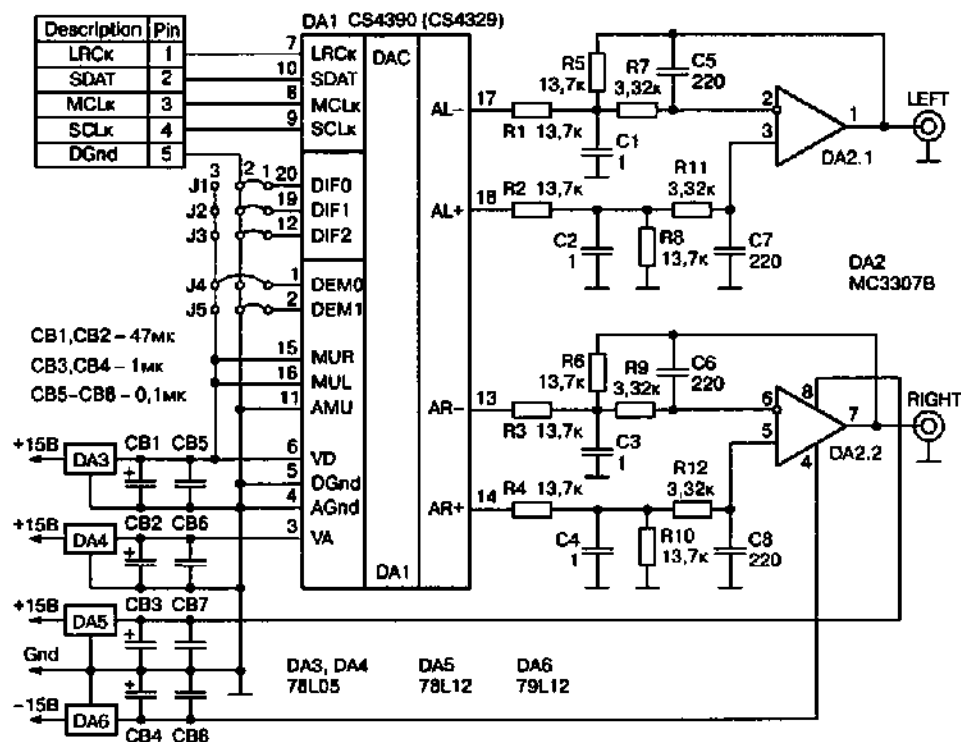 DA1 CS4390 (CS4329)
Description Pin
LRCк 1
SDAT 2
MCLк 3
SCLк 4
DGnd 5
7 LRCк
10 SDAT
8 MCLк
9 SCLк
DAC
3 2 1
J1 20 DIF0
J2 19 DIF1
J3 12 DIF2
J4 1 DEM0
J5 2 DEM1
15 MUR
16 MUL
11 AMU
6 VD
5 DGnd
4 AGnd
3 VA
DA1
AL– 17
AL+ 18
AR– 13
AR+ 14
R1 13,7к
R5 13,7к
R7 3,32к
C5 220
C1 1
2
3
1
DA2.1
LEFT
R2 13,7к
R11 3,32к
C2 1
R8 13,7к
C7 220
DA2
MC3307B
R6 13,7к
R9 3,32к
C6 220
R3 13,7к
C3 1
6
5
8
7
4
DA2.2
RIGHT
R4 13,7к
R12 3,32к
C4 1
R10 13,7к
C8 220
CB1,CB2 – 47мк
CB3,CB4 – 1мк
CB5–CB8 – 0,1мк
+15В DA3 + CB1 CB5
+15В DA4 + CB2 CB6
+15В DA5 + CB3 CB7
Gnd
-15В DA6 + CB4 CB8
DA3, DA4 DA5 DA6
78L05 78L12 79L12